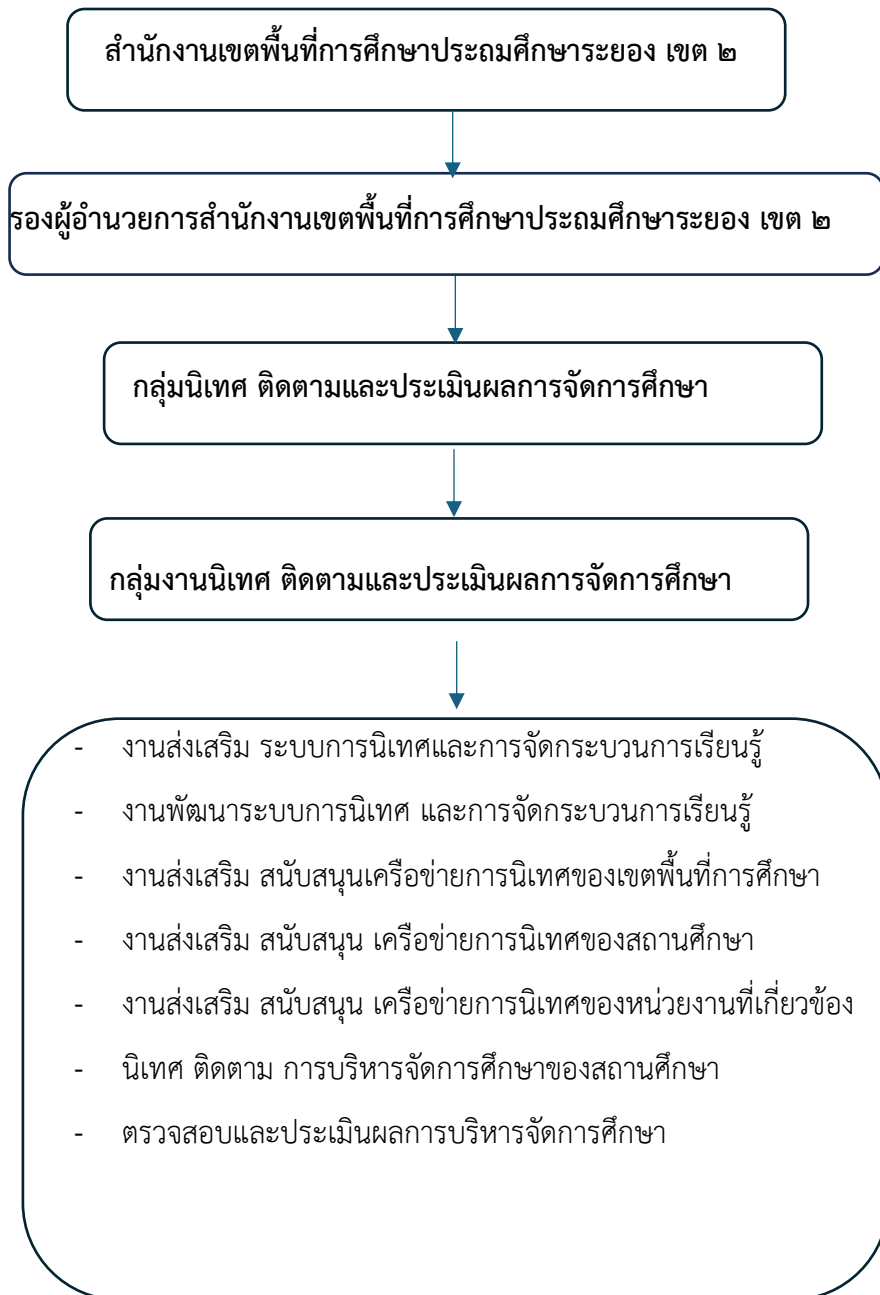 สำนักงานเขตพื้นที่การศึกษาประถมศึกษาระยอง เขต ๒
รองผู้อำนวยการสำนักงานเขตพื้นที่การศึกษาประถมศึกษาระยอง เขต ๒
กลุ่มนิเทศ ติดตามและประเมินผลการจัดการศึกษา
กลุ่มงานนิเทศ ติดตามและประเมินผลการจัดการศึกษา
- งานส่งเสริม ระบบการนิเทศและการจัดกระบวนการเรียนรู้
- งานพัฒนาระบบการนิเทศ และการจัดกระบวนการเรียนรู้
- งานส่งเสริม สนับสนุนเครือข่ายการนิเทศของเขตพื้นที่การศึกษา
- งานส่งเสริม สนับสนุน เครือข่ายการนิเทศของสถานศึกษา
- งานส่งเสริม สนับสนุน เครือข่ายการนิเทศของหน่วยงานที่เกี่ยวข้อง
- นิเทศ ติดตาม การบริหารจัดการศึกษาของสถานศึกษา
- ตรวจสอบและประเมินผลการบริหารจัดการศึกษา